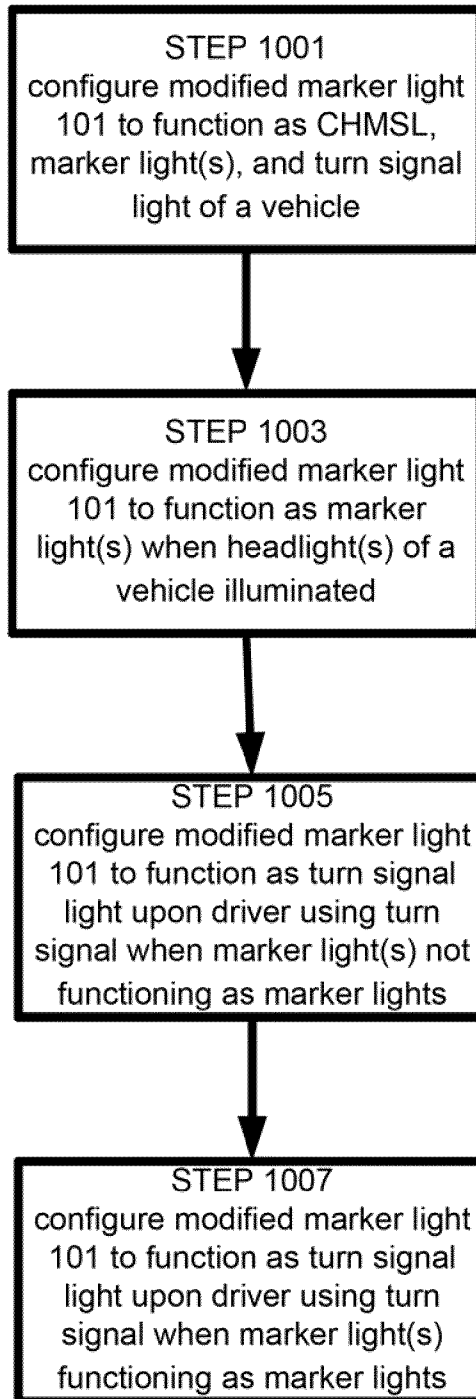 STEP 1001
configure modified marker light
101 to function as CHMSL,
marker light(s), and turn signal
light of a vehicle
STEP 1003
configure modified marker light
101 to function as marker
light(s) when headlight(s) of a
vehicle illuminated
STEP 1005
configure modified marker light
101 to function as turn signal
light upon driver using turn
signal when marker light(s) not
functioning as marker lights
STEP 1007
configure modified marker light
101 to function as turn signal
light upon driver using turn
signal when marker light(s)
functioning as marker lights